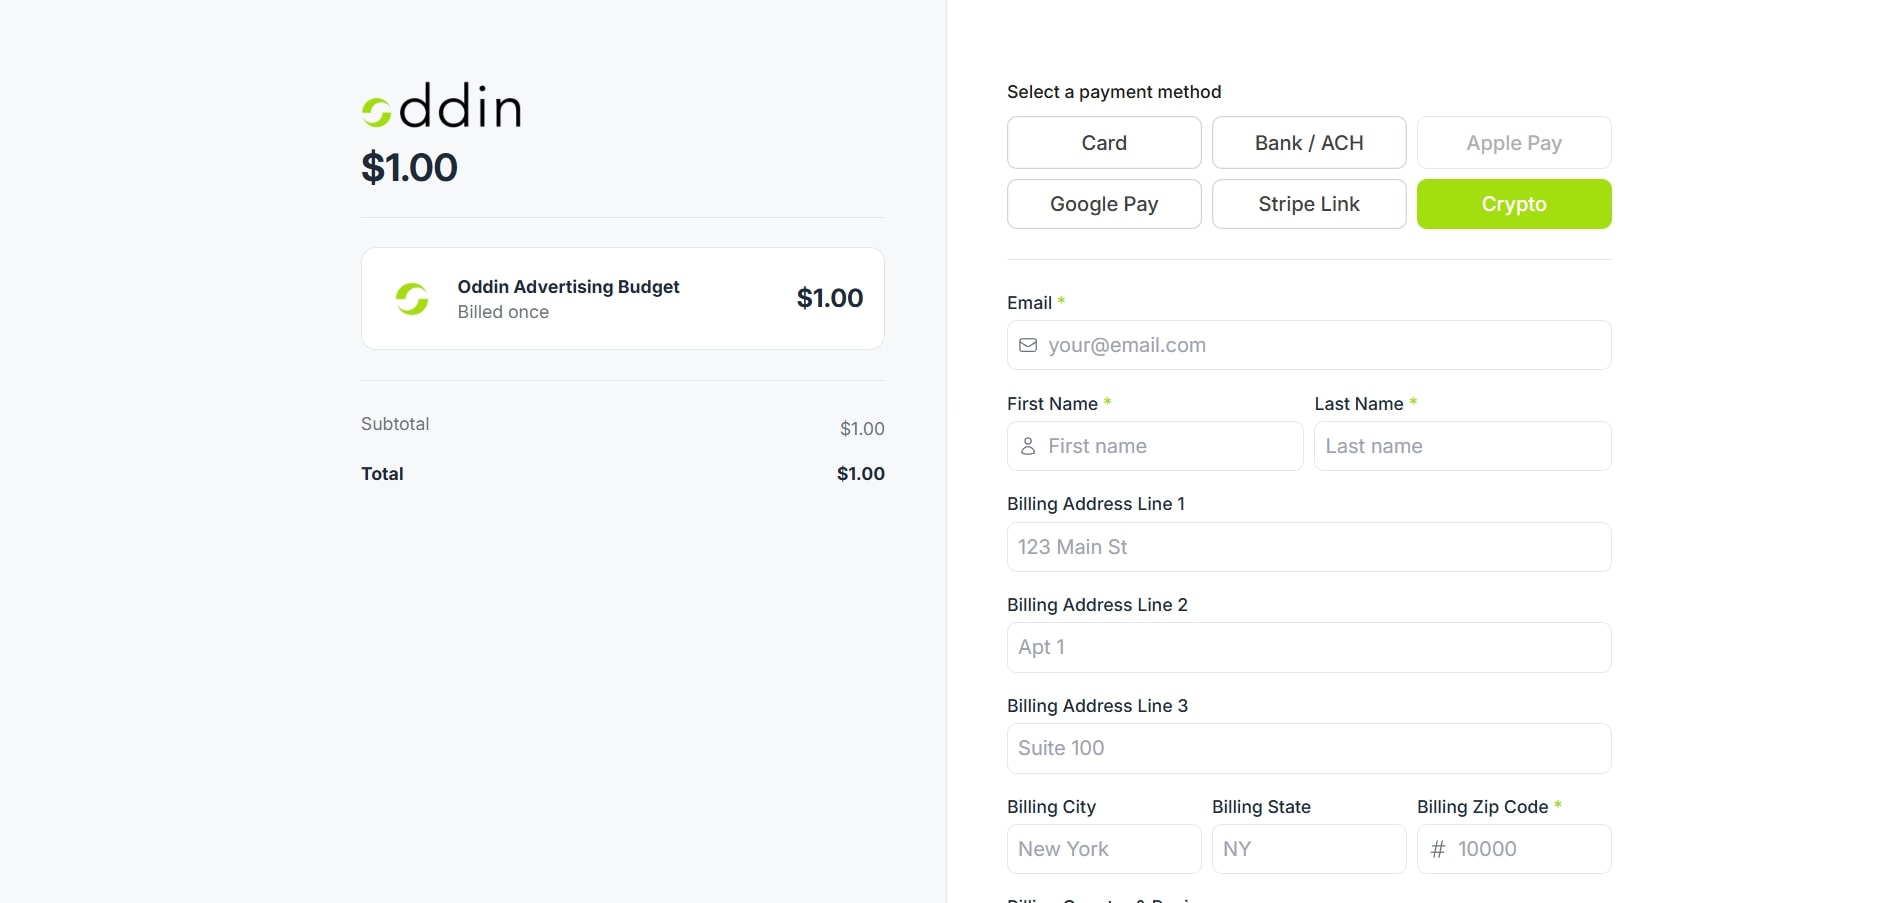 oddin
$1.00
Oddin Advertising Budget
Billed once
$1.00
Subtotal
$1.00
Total
$1.00
Select a payment method
Card
Bank / ACH
Apple Pay
Google Pay
Stripe Link
Crypto
Email *
your@email.com
First Name *
Last Name *
First name
Last name
Billing Address Line 1
123 Main St
Billing Address Line 2
Apt 1
Billing Address Line 3
Suite 100
Billing City
Billing State
Billing Zip Code *
New York
NY
# 10000